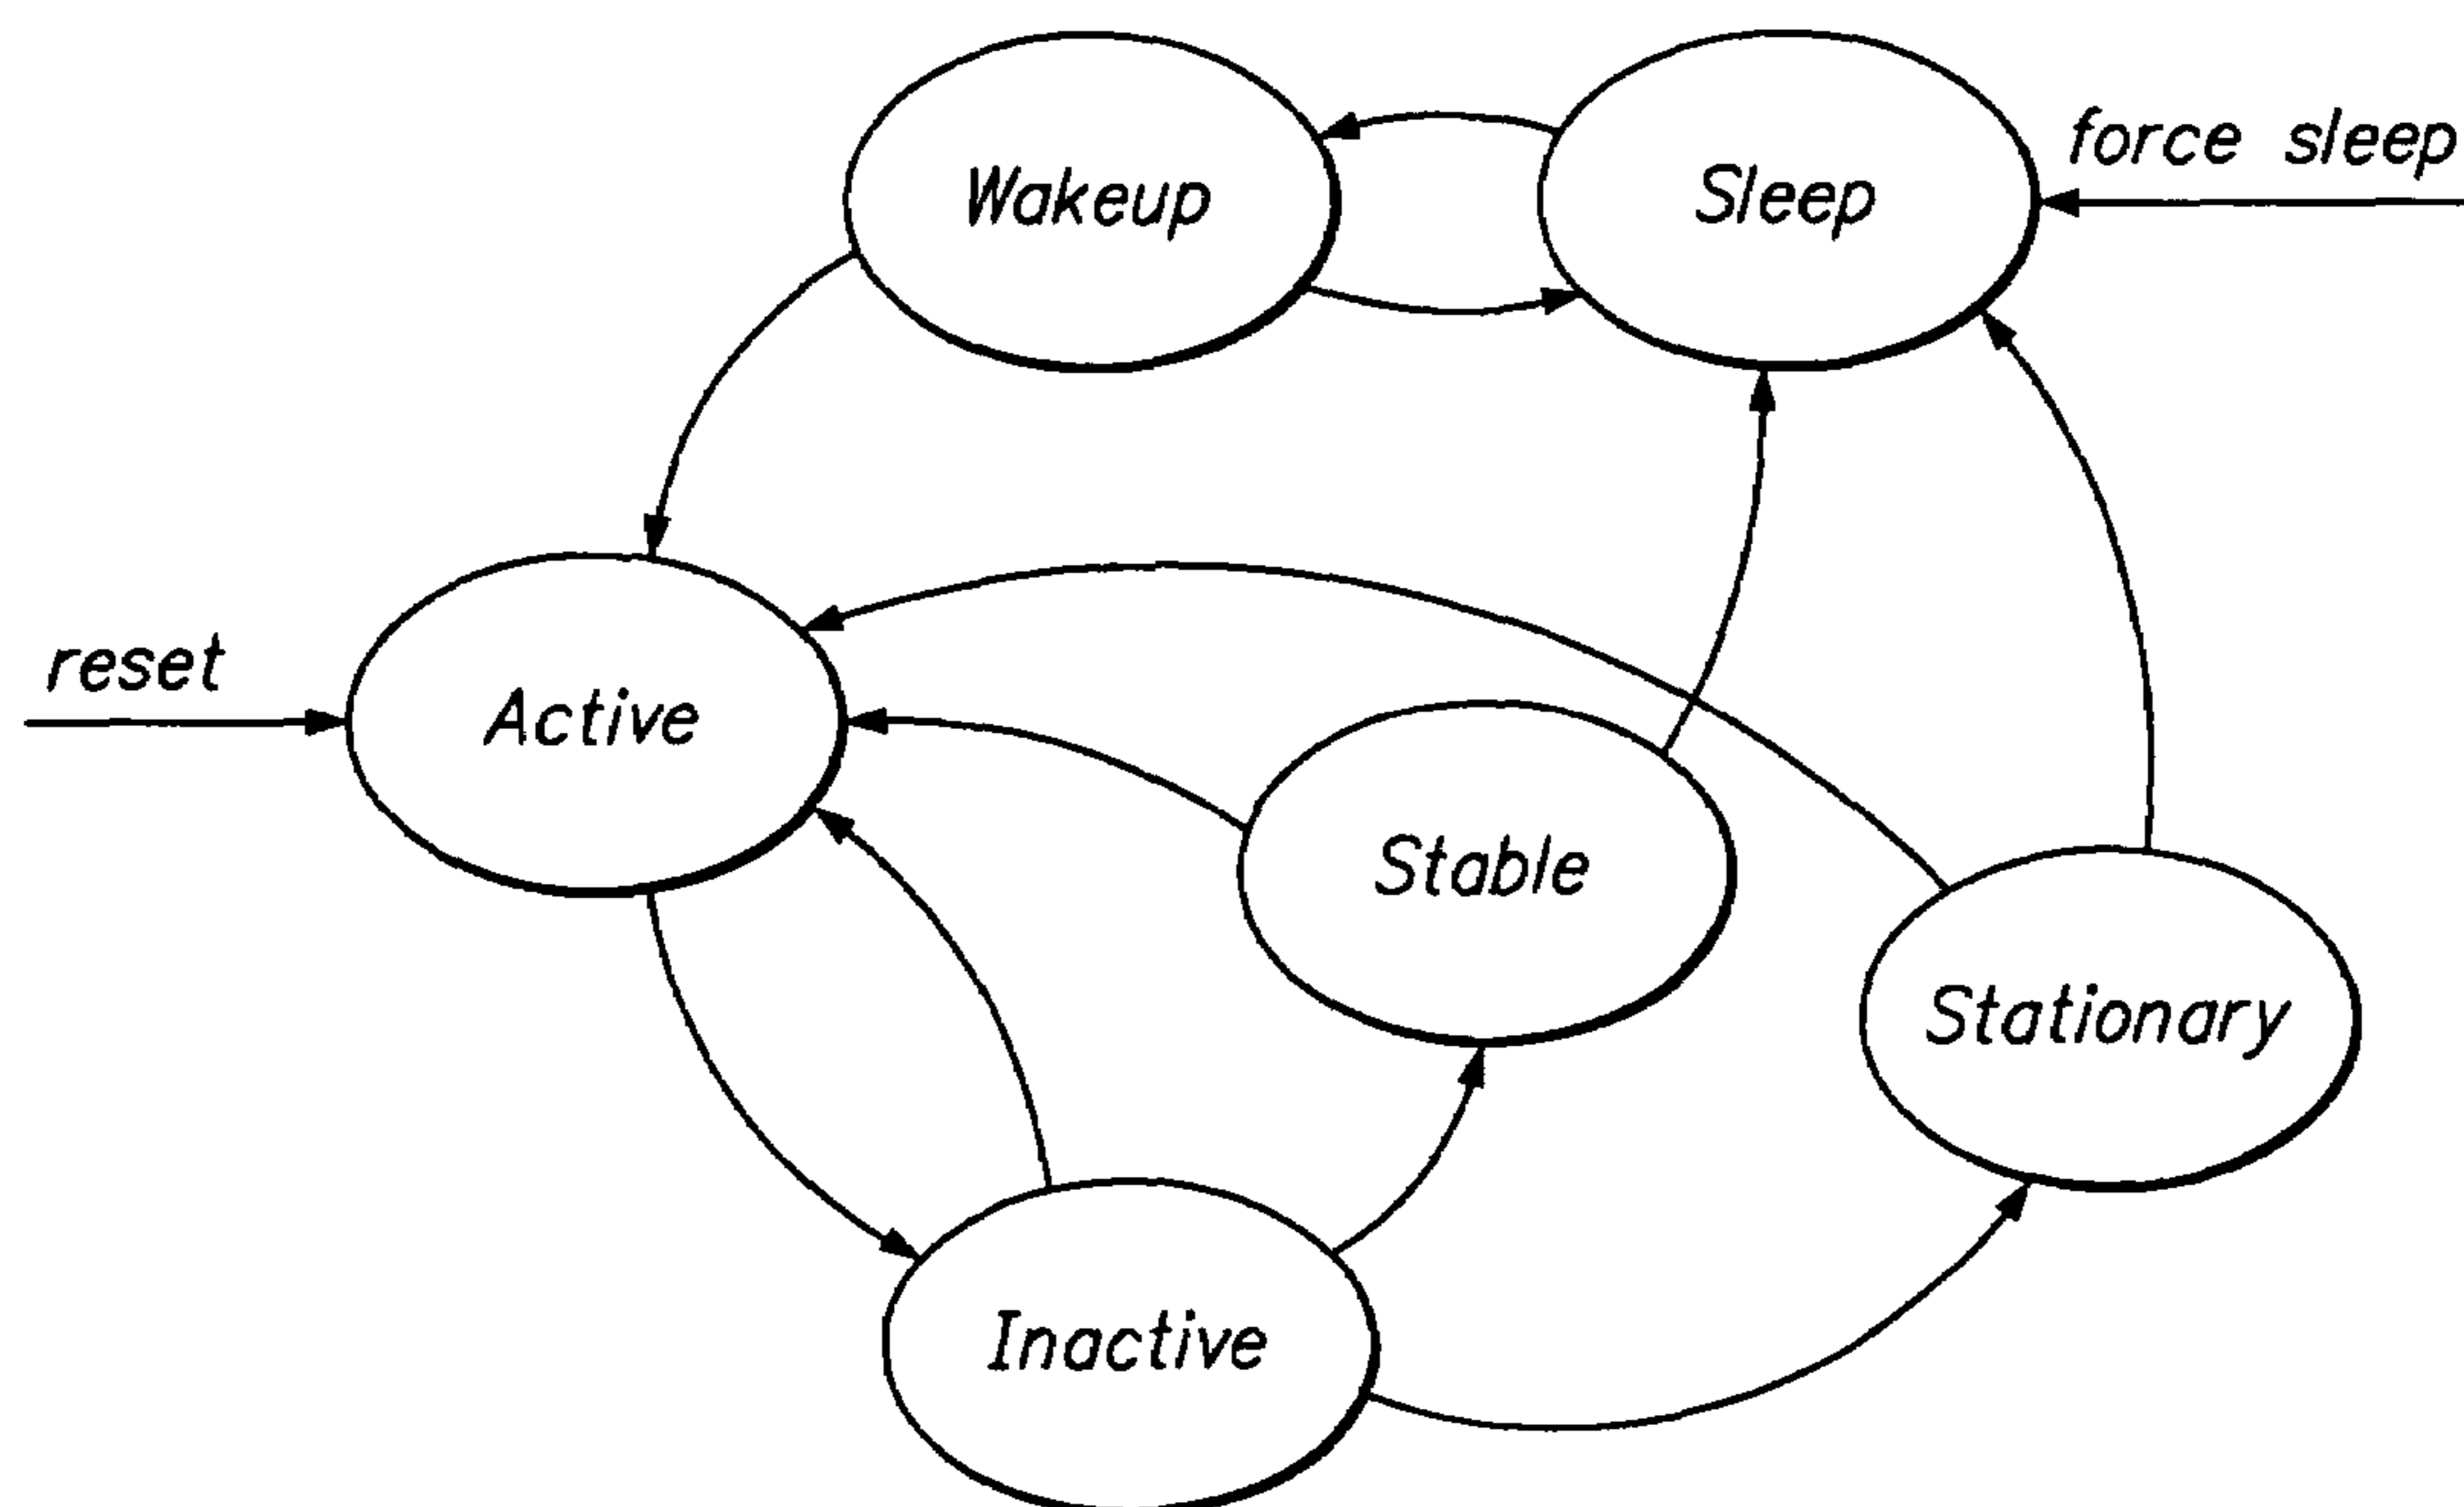 Wakeup
Sleep
force sleep
reset
Active
Stable
Stationary
Inactive